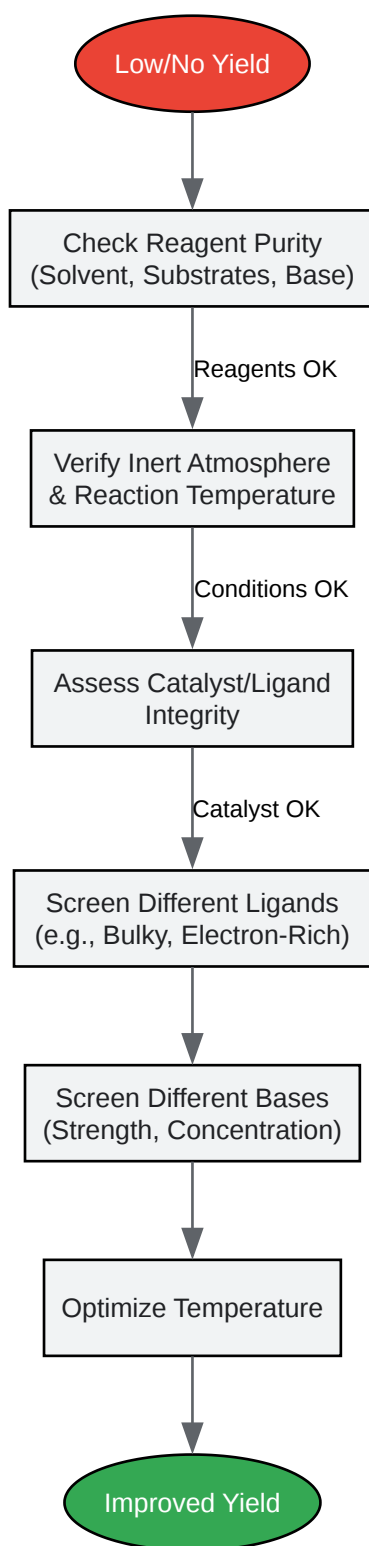 Low/No Yield
Check Reagent Purity
(Solvent, Substrates, Base)
Reagents OK
Verify Inert Atmosphere
& Reaction Temperature
Conditions OK
Assess Catalyst/Ligand
Integrity
Catalyst OK
Screen Different Ligands
(e.g., Bulky, Electron-Rich)
Screen Different Bases
(Strength, Concentration)
Optimize Temperature
Improved Yield